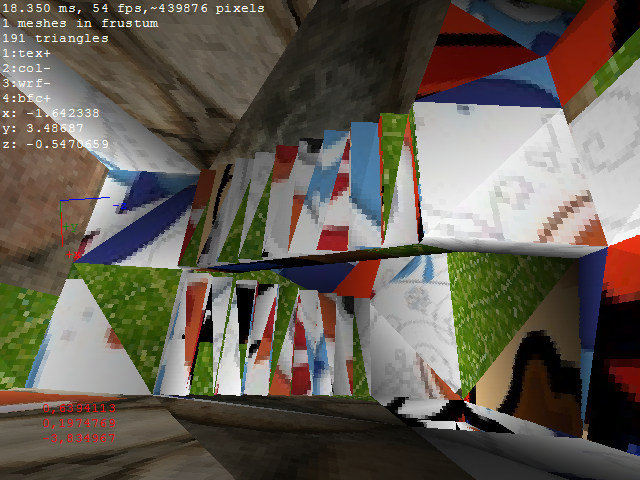 18.350 ms, 54 fps,~439876 pixels
1 meshes in frustum
191 triangles
1:tex+
2:col-
3:wrf-
4:bfc+
x: -1.642338
y: 3.48687
z: -0.5470659